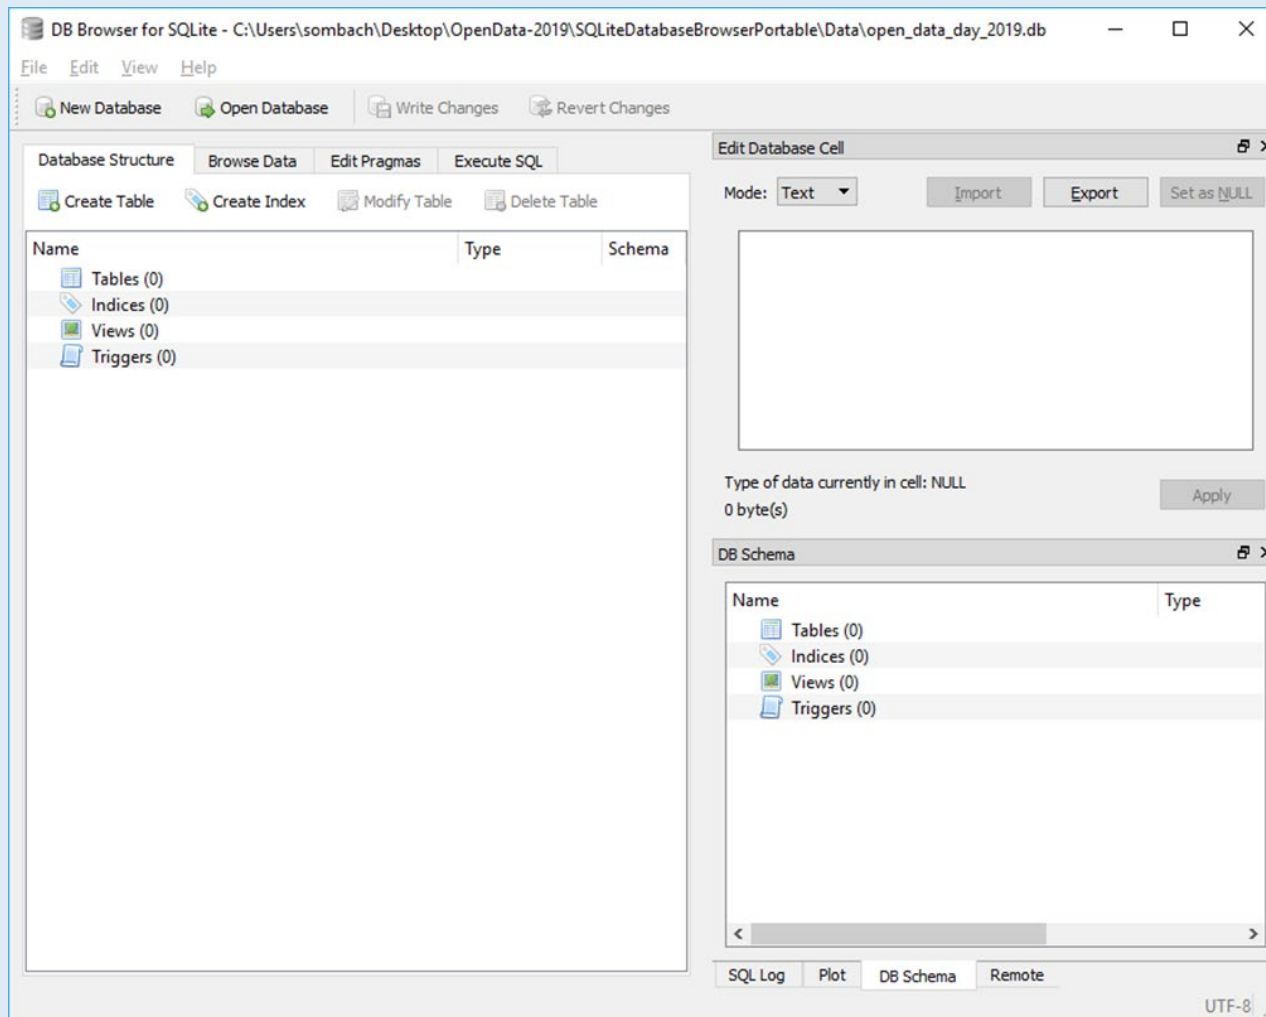 DB Browser for SQLite - C:\Users\sombach\Desktop\OpenData-2019\SQLiteDatabaseBrowserPortable\Data\open_data_day_2019.db
File Edit View Help
New Database Open Database Write Changes Revert Changes
Database Structure Browse Data Edit Pragmas Execute SQL
Create Table Create Index Modify Table Delete Table
Name Type Schema
Tables (0)
Indices (0)
Views (0)
Triggers (0)
Edit Database Cell
Mode: Text Import Export Set as NULL
Type of data currently in cell: NULL
0 byte(s)
Apply
DB Schema
Name Type
Tables (0)
Indices (0)
Views (0)
Triggers (0)
SQL Log Plot DB Schema Remote
UTF-8